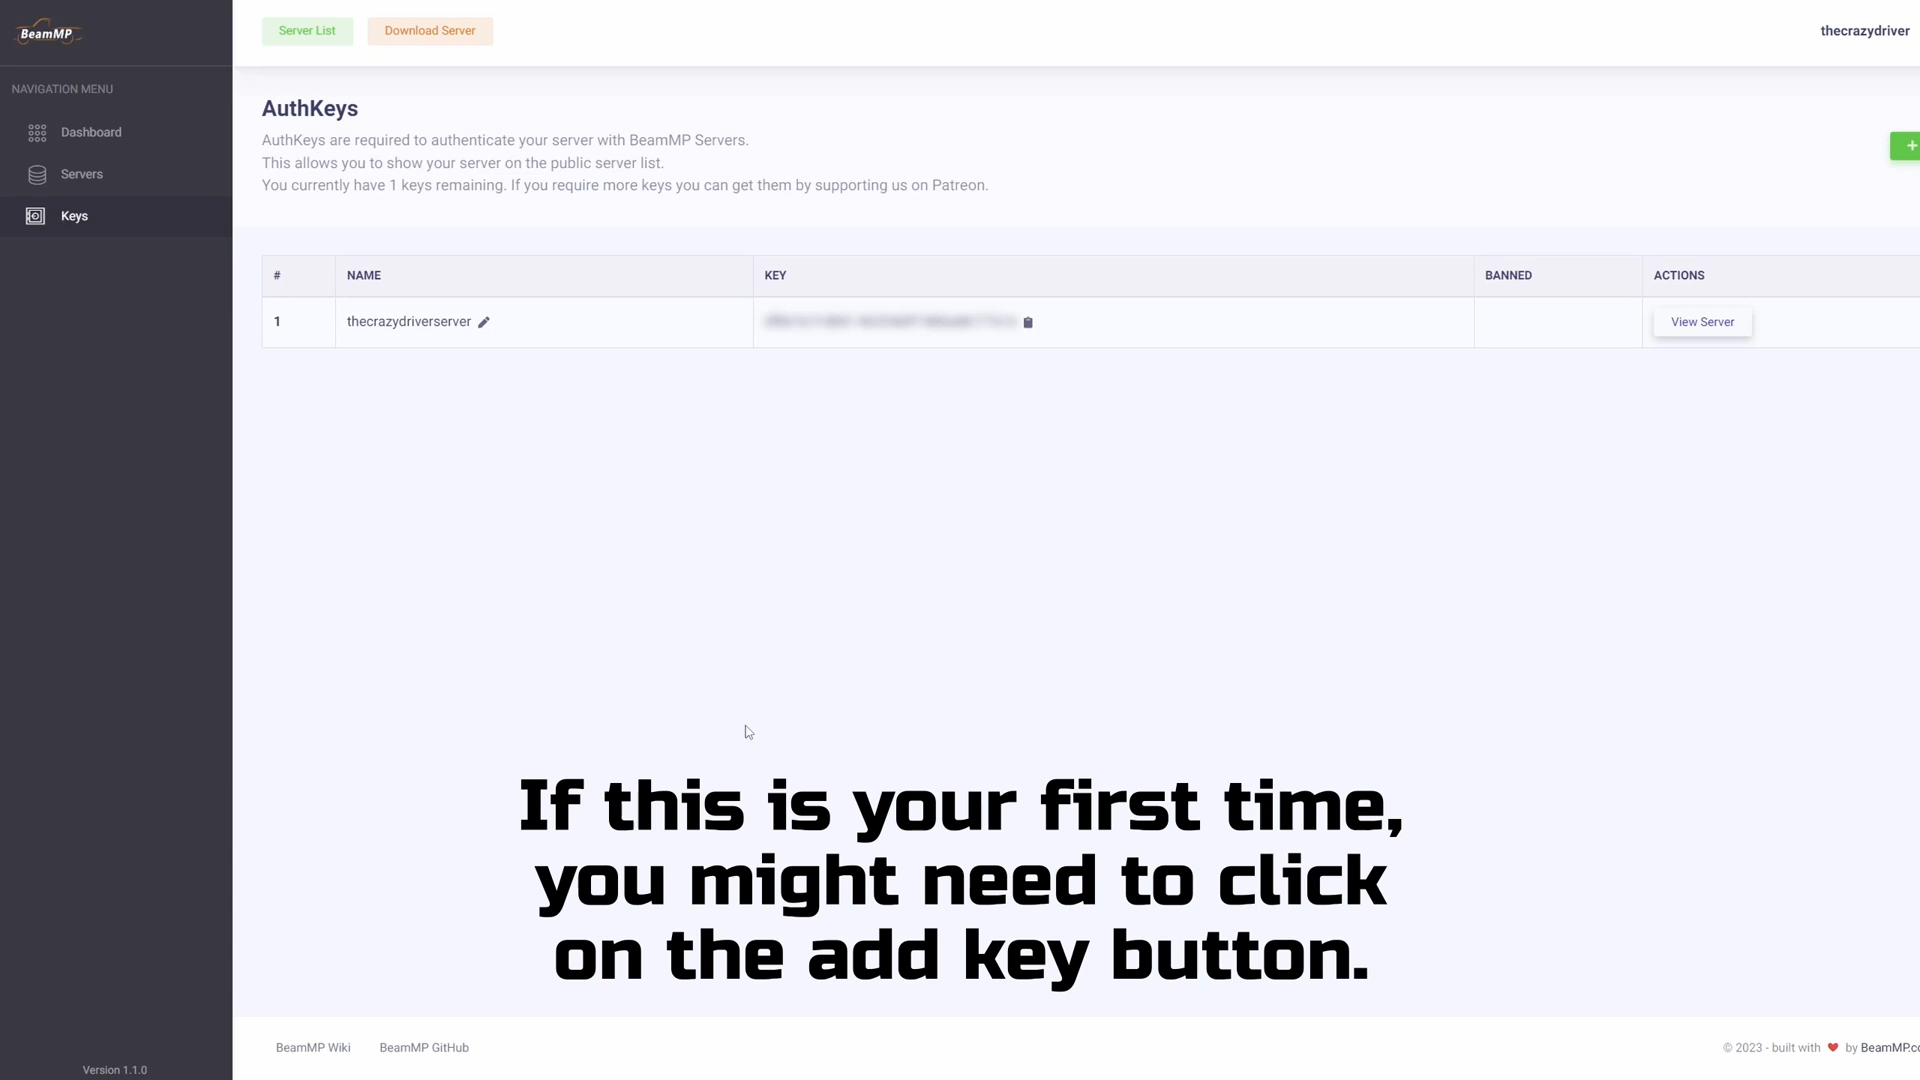 BeamMP
Server List
Download Server
thecrazydriver
NAVIGATION MENU
Dashboard
Servers
Keys
AuthKeys
AuthKeys are required to authenticate your server with BeamMP Servers.
This allows you to show your server on the public server list.
You currently have 1 keys remaining. If you require more keys you can get them by supporting us on Patreon.
+
# NAME KEY BANNED ACTIONS
1 thecrazydriverserver View Server
If this is your first time,
you might need to click
on the add key button.
BeamMP Wiki
BeamMP GitHub
© 2023 - built with ❤ by BeamMP.co
Version 1.1.0